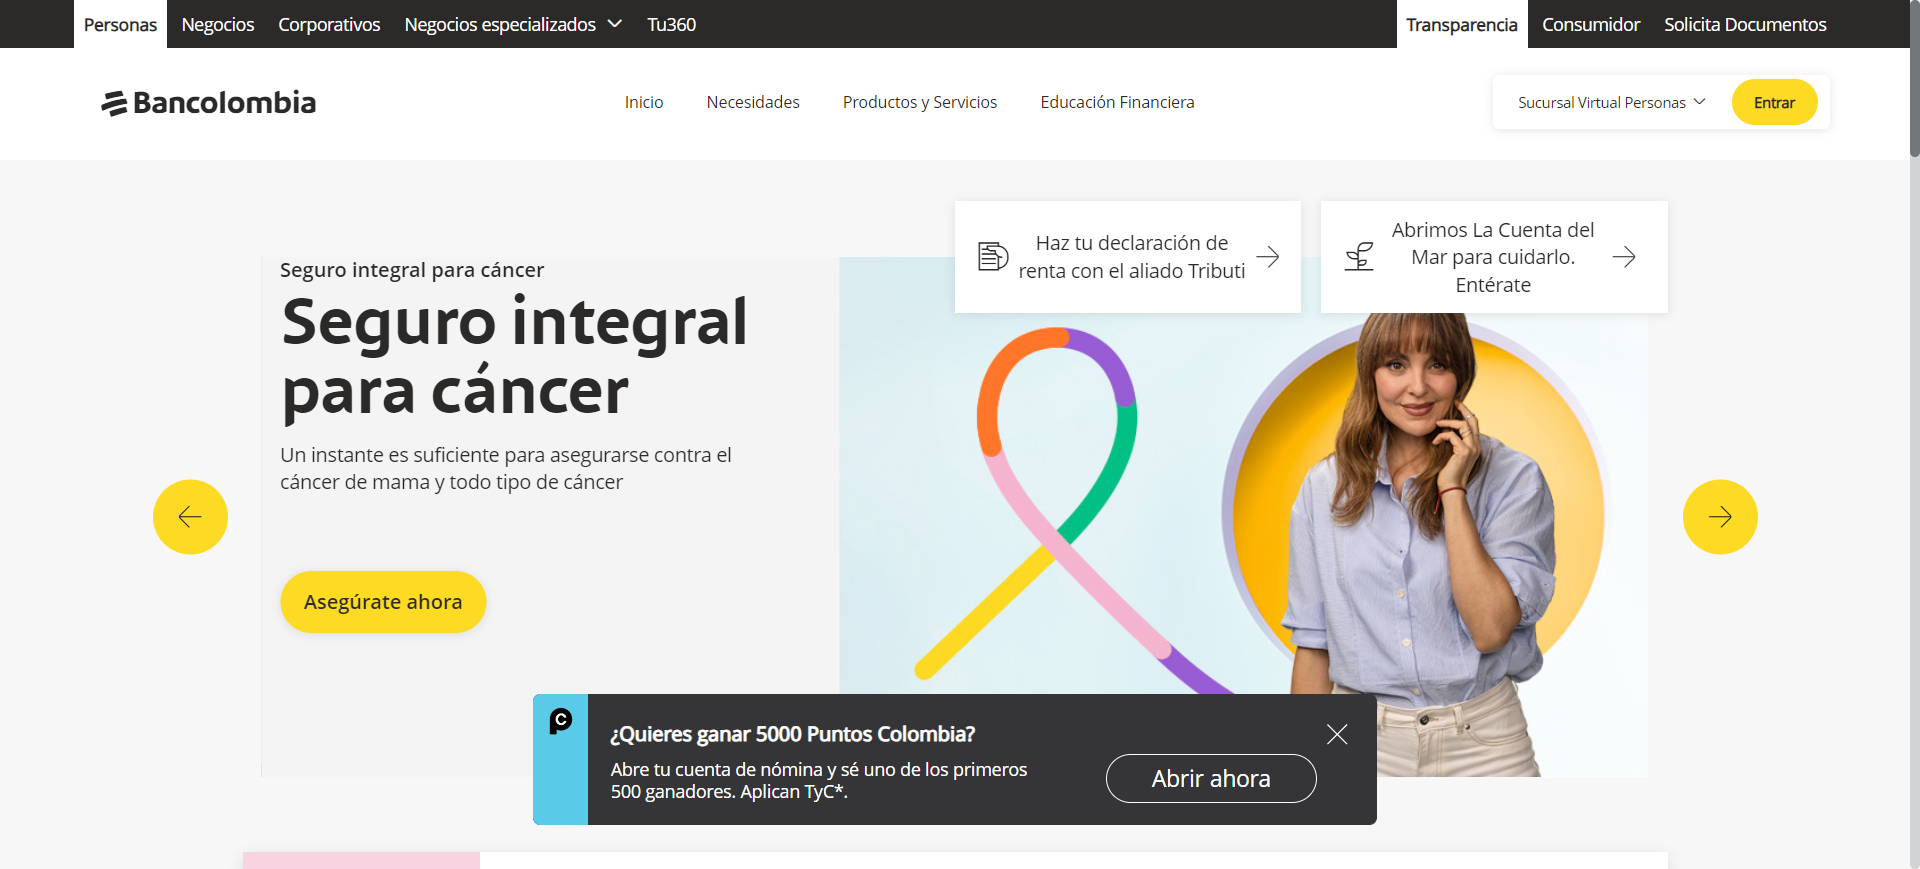 Personas Negocios Corporativos Negocios especializados Tu360 Transparencia Consumidor Solicita Documentos
Bancolombia Inicio Necesidades Productos y Servicios Educación Financiera Sucursal Virtual Personas Entrar
Haz tu declaración de
renta con el aliado Tributi
Abrimos La Cuenta del
Mar para cuidarlo.
Entérate
Seguro integral para cáncer
Seguro integral
para cáncer
Un instante es suficiente para asegurarse contra el
cáncer de mama y todo tipo de cáncer
Asegúrate ahora
¿Quieres ganar 5000 Puntos Colombia?
Abre tu cuenta de nómina y sé uno de los primeros
500 ganadores. Aplican TyC*.
Abrir ahora